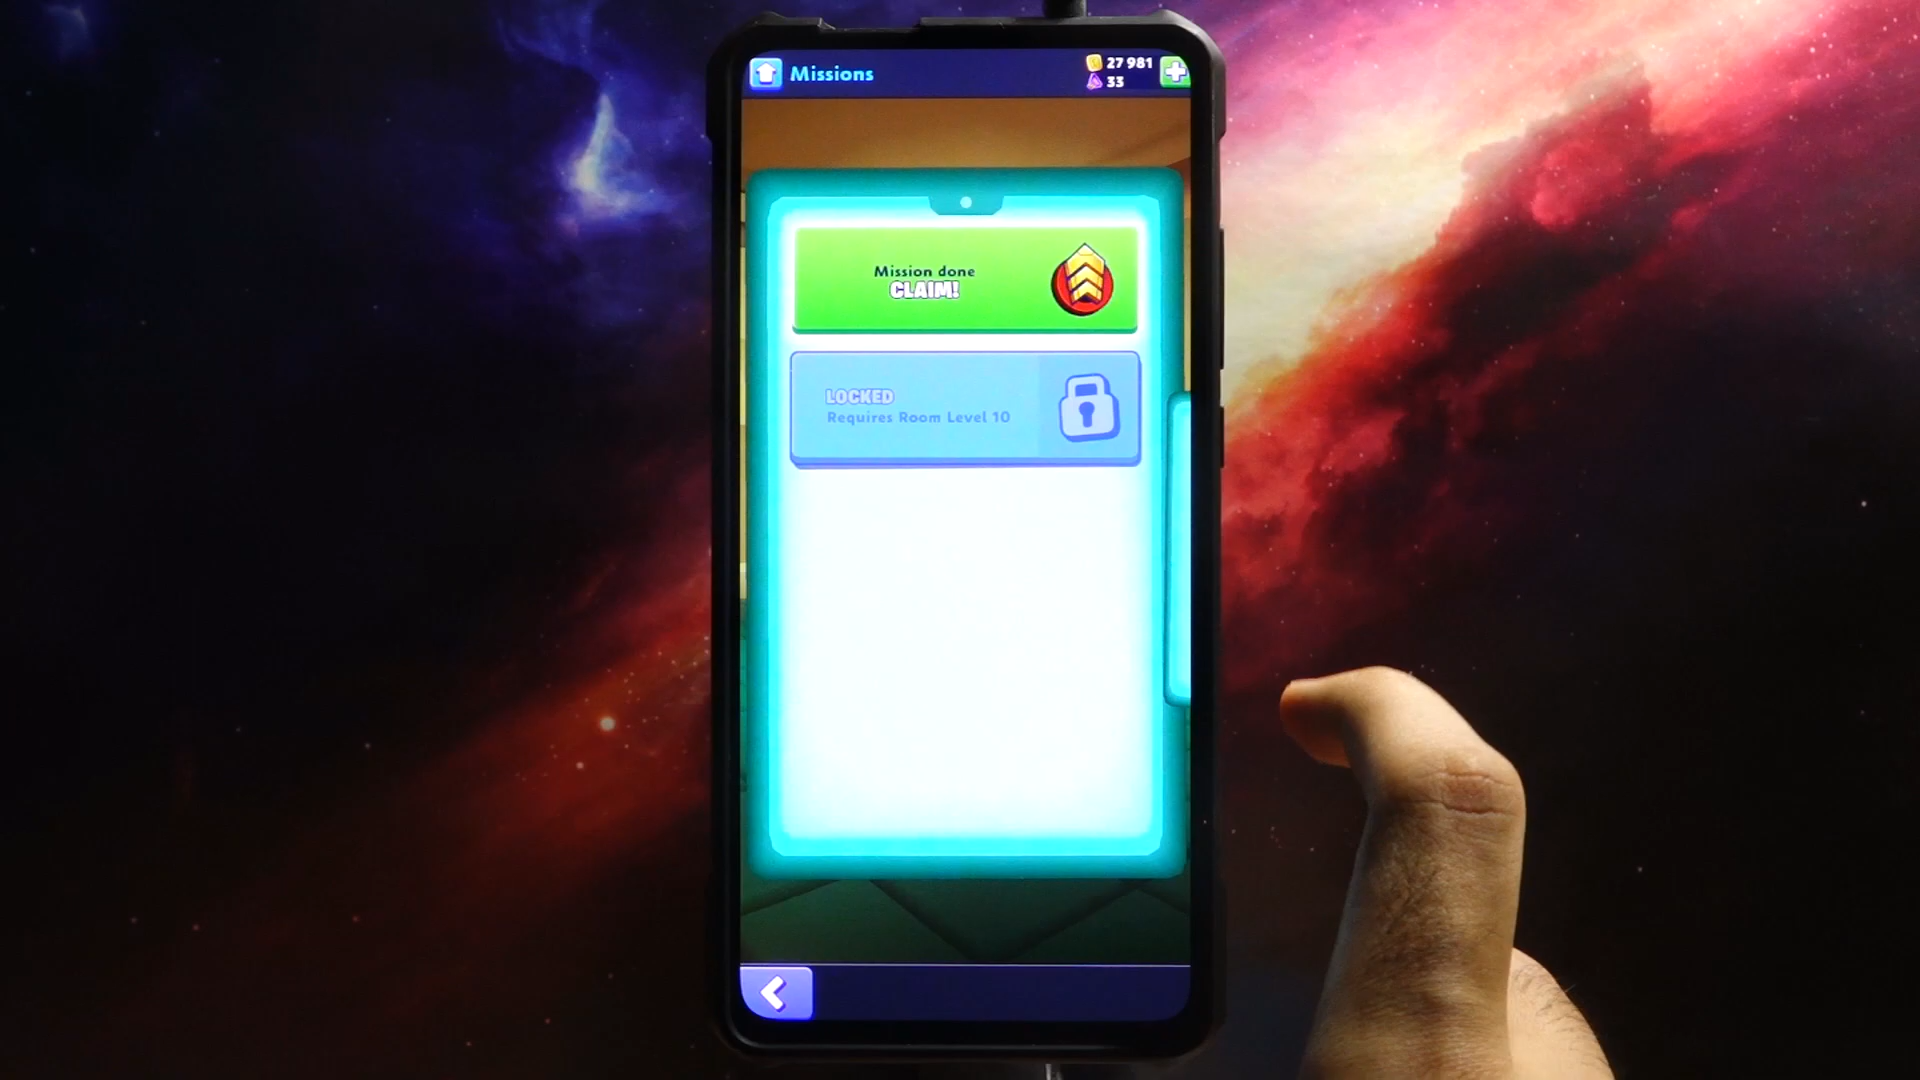 Missions
27 981
33
Mission done
CLAIM!
LOCKED
Requires Room Level 10